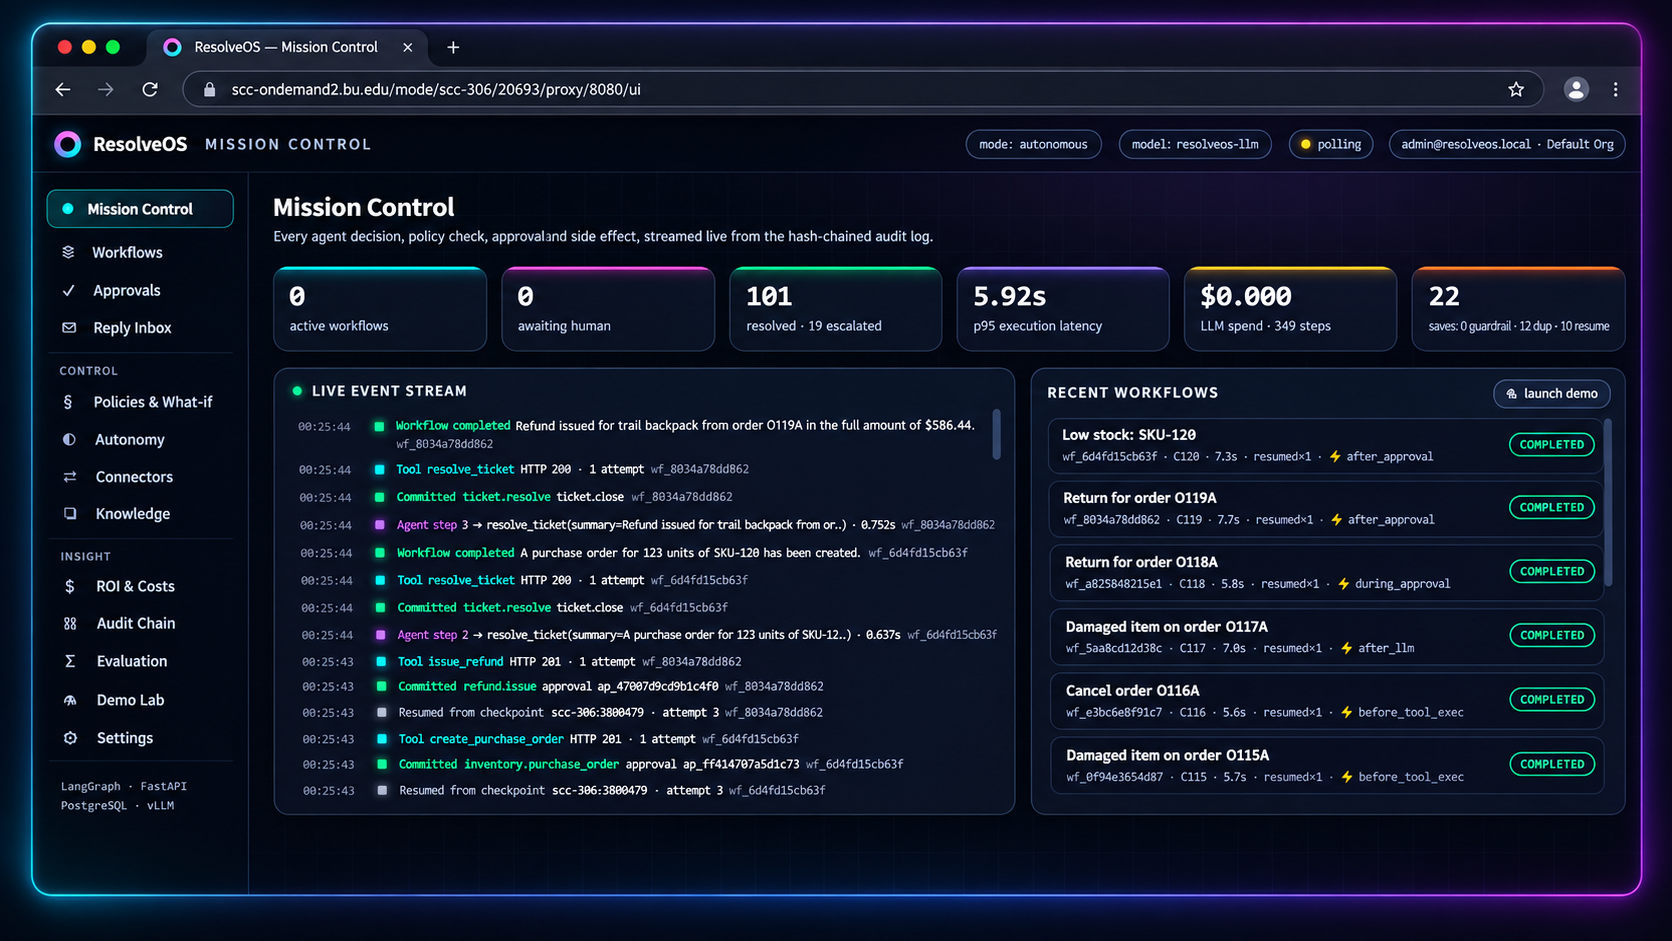 ResolveOS — Mission Control
scc-ondemand2.bu.edu/mode/scc-306/20693/proxy/8080/ui
ResolveOS MISSION CONTROL
mode: autonomous
model: resolveos-llm
polling
admin@resolveos.local · Default Org
Mission Control
Workflows
Approvals
Reply Inbox
CONTROL
§ Policies & What-if
Autonomy
Connectors
Knowledge
INSIGHT
$ ROI & Costs
Audit Chain
Σ Evaluation
Demo Lab
Settings
LangGraph · FastAPI
PostgreSQL · vLLM
Mission Control
Every agent decision, policy check, approvaland side effect, streamed live from the hash-chained audit log.
0
active workflows
0
awaiting human
101
resolved · 19 escalated
5.92s
p95 execution latency
$0.000
LLM spend · 349 steps
22
saves: 0 guardrail · 12 dup · 10 resume
LIVE EVENT STREAM
00:25:44 Workflow completed Refund issued for trail backpack from order O119A in the full amount of $586.44.
wf_8034a78dd862
00:25:44 Tool resolve_ticket HTTP 200 · 1 attempt wf_8034a78dd862
00:25:44 Committed ticket.resolve ticket.close wf_8034a78dd862
00:25:44 Agent step 3 → resolve_ticket(summary=Refund issued for trail backpack from or..) · 0.752s wf_8034a78dd862
00:25:44 Workflow completed A purchase order for 123 units of SKU-120 has been created. wf_6d4fd15cb63f
00:25:44 Tool resolve_ticket HTTP 200 · 1 attempt wf_6d4fd15cb63f
00:25:44 Committed ticket.resolve ticket.close wf_6d4fd15cb63f
00:25:44 Agent step 2 → resolve_ticket(summary=A purchase order for 123 units of SKU-12..) · 0.637s wf_6d4fd15cb63f
00:25:43 Tool issue_refund HTTP 201 · 1 attempt wf_8034a78dd862
00:25:43 Committed refund.issue approval ap_47007d9cd9b1c4f0 wf_8034a78dd862
00:25:43 Resumed from checkpoint scc-306:3800479 · attempt 3 wf_8034a78dd862
00:25:43 Tool create_purchase_order HTTP 201 · 1 attempt wf_6d4fd15cb63f
00:25:43 Committed inventory.purchase_order approval ap_ff414707a5d1c73 wf_6d4fd15cb63f
00:25:43 Resumed from checkpoint scc-306:3800479 · attempt 3 wf_6d4fd15cb63f
RECENT WORKFLOWS
launch demo
Low stock: SKU-120
wf_6d4fd15cb63f · C120 · 7.3s · resumed×1 · ⚡ after_approval
COMPLETED
Return for order O119A
wf_8034a78dd862 · C119 · 7.7s · resumed×1 · ⚡ after_approval
COMPLETED
Return for order O118A
wf_a825848215e1 · C118 · 5.8s · resumed×1 · ⚡ during_approval
COMPLETED
Damaged item on order O117A
wf_5aa8cd12d38c · C117 · 7.0s · resumed×1 · ⚡ after_llm
COMPLETED
Cancel order O116A
wf_e3bc6e8f91c7 · C116 · 5.6s · resumed×1 · ⚡ before_tool_exec
COMPLETED
Damaged item on order O115A
wf_0f94e3654d87 · C115 · 5.7s · resumed×1 · ⚡ before_tool_exec
COMPLETED